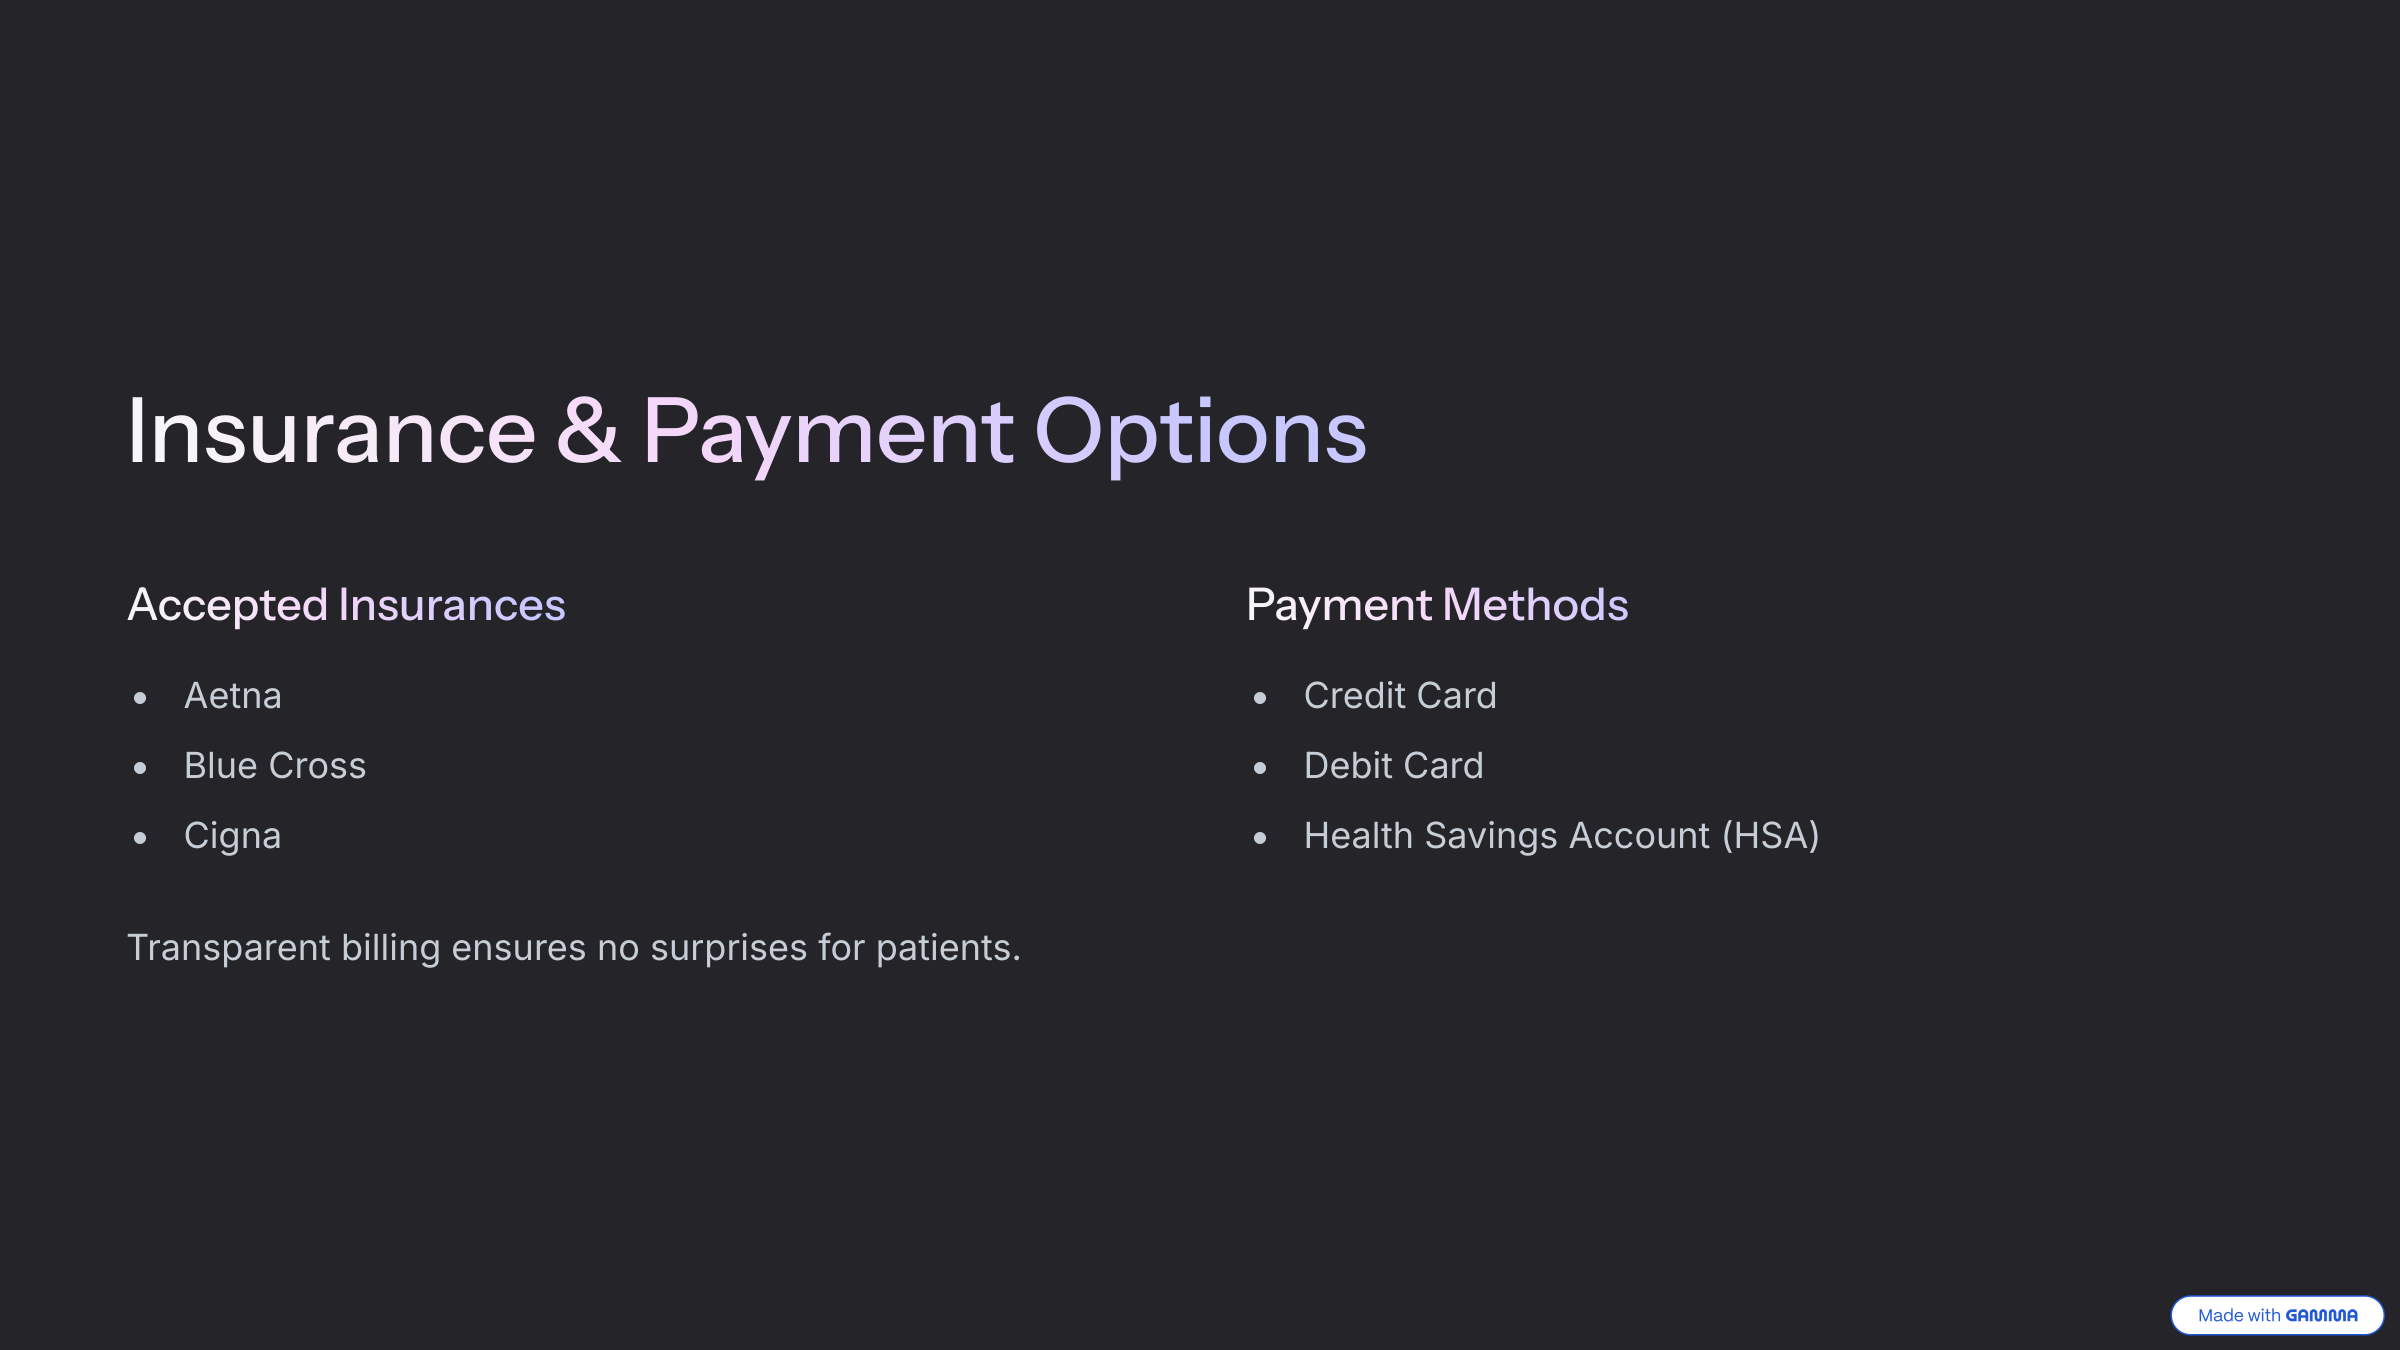 Insurance & Payment Options
Accepted Insurances
• Aetna
• Blue Cross
• Cigna
Transparent billing ensures no surprises for patients.
Payment Methods
• Credit Card
• Debit Card
• Health Savings Account (HSA)
Made with GAMMA